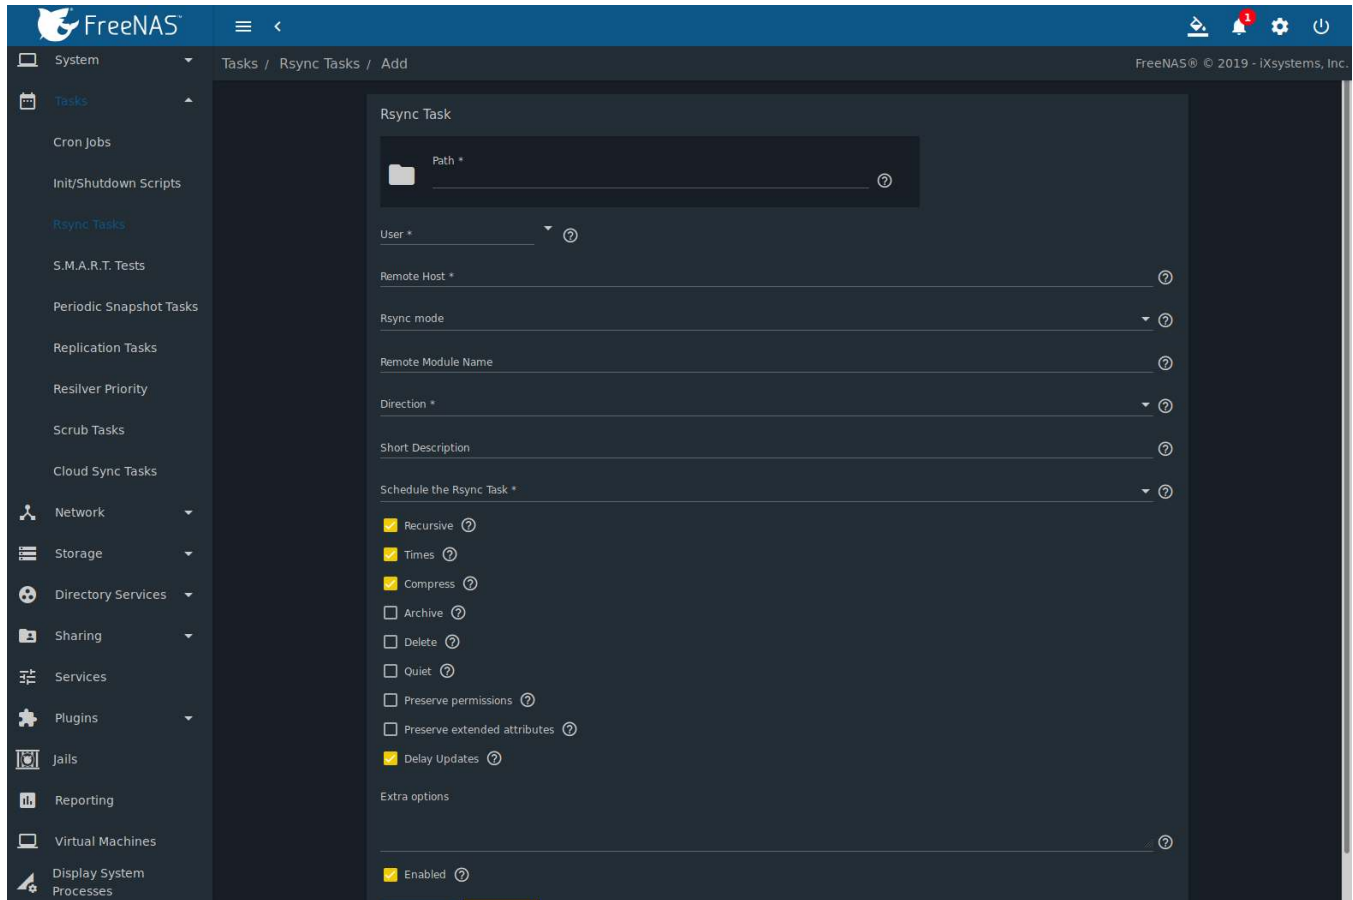 FreeNAS™
1
System
Tasks / Rsync Tasks / Add
FreeNAS® © 2019 - iXsystems, Inc.
Tasks
Cron Jobs
Init/Shutdown Scripts
Rsync Tasks
S.M.A.R.T. Tests
Periodic Snapshot Tasks
Replication Tasks
Resilver Priority
Scrub Tasks
Cloud Sync Tasks
Network
Storage
Directory Services
Sharing
Services
Plugins
Jails
Reporting
Virtual Machines
Display System
Processes
Rsync Task
Path *
User *
Remote Host *
Rsync mode
Remote Module Name
Direction *
Short Description
Schedule the Rsync Task *
Recursive
Times
Compress
Archive
Delete
Quiet
Preserve permissions
Preserve extended attributes
Delay Updates
Extra options
Enabled